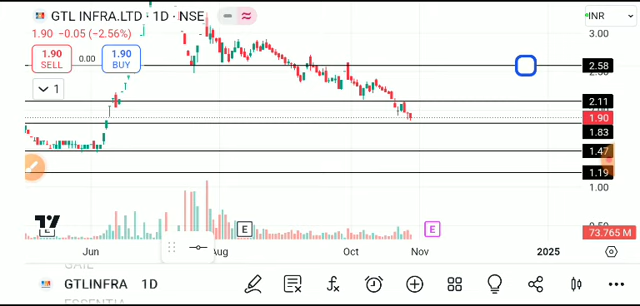 GTL INFRA.LTD · 1D · NSE
INR
1.90 -0.05 (-2.56%)
3.00
1.90
SELL
0.00
1.90
BUY
2.58
1
2.11
1.90
1.83
1.47
1.19
1.00
E
E
73.765 M
Jun
Oct
Nov
2025
GTLINFRA 1D